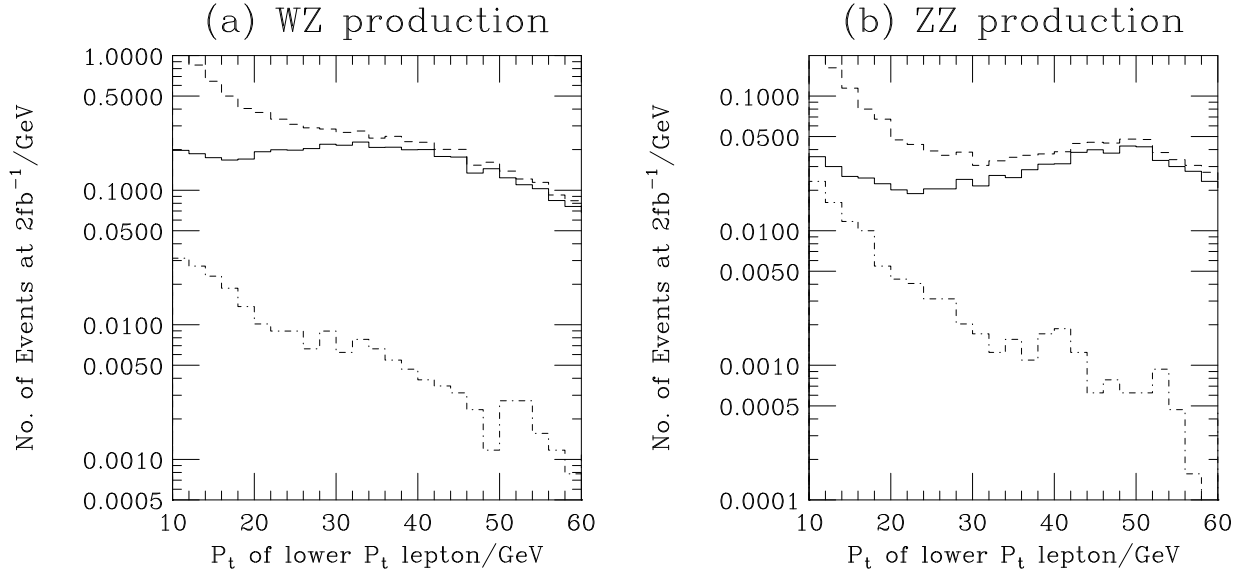 (a) WZ production
(b) ZZ production
No. of Events at 2fb⁻¹/GeV
1.0000
0.5000
0.1000
0.0500
0.0100
0.0050
0.0010
0.0005
10 20 30 40 50 60
Pₜ of lower Pₜ lepton/GeV
No. of Events at 2fb⁻¹/GeV
0.1000
0.0500
0.0100
0.0050
0.0010
0.0005
0.0001
10 20 30 40 50 60
Pₜ of lower Pₜ lepton/GeV